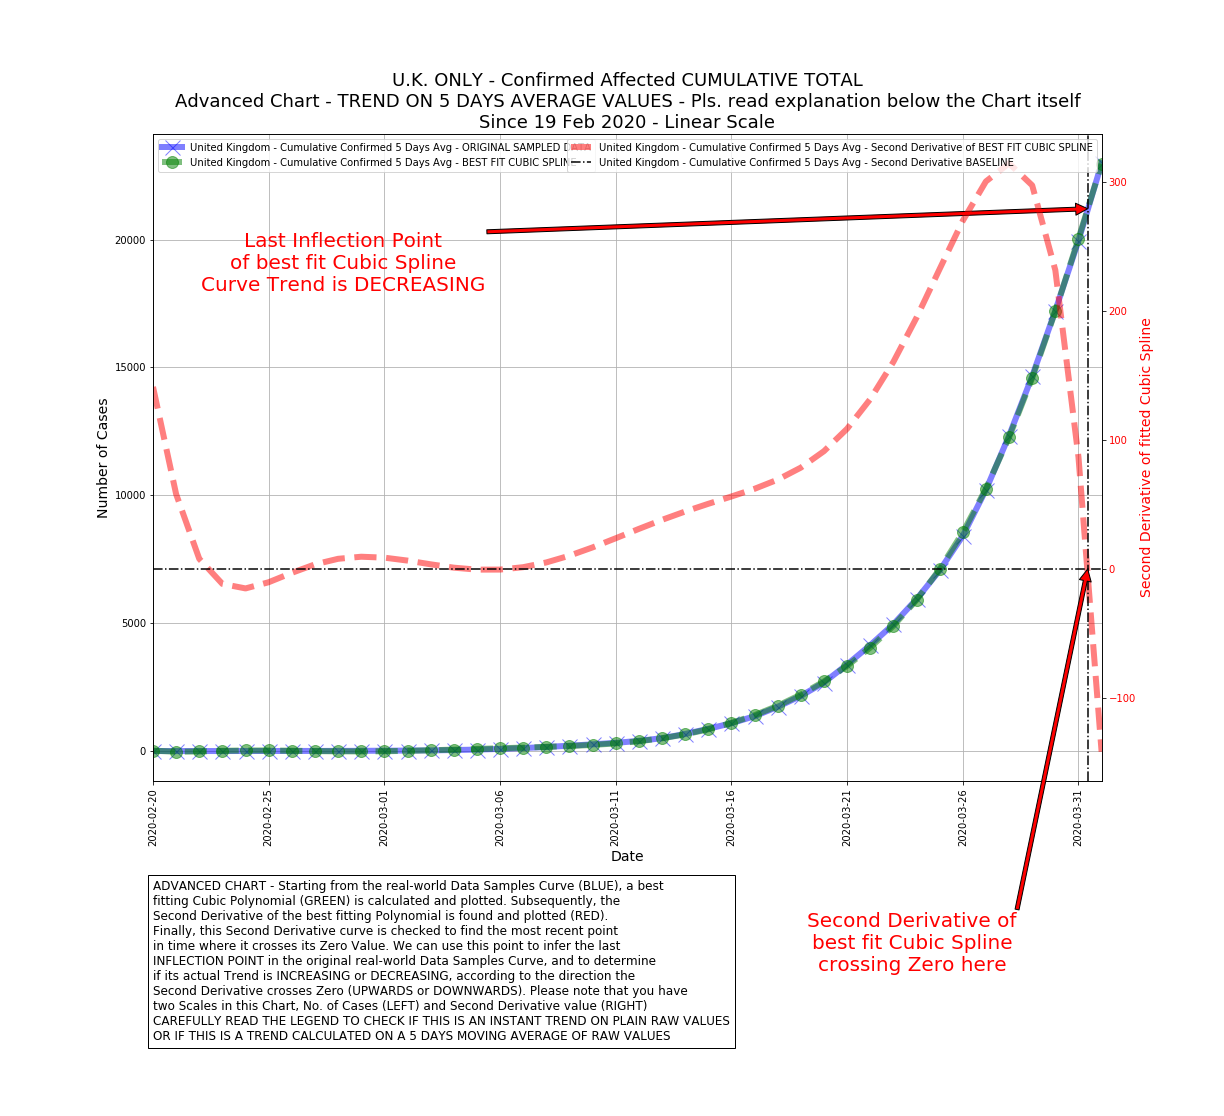 U.K. ONLY - Confirmed Affected CUMULATIVE TOTAL
Advanced Chart - TREND ON 5 DAYS AVERAGE VALUES - Pls. read explanation below the Chart itself
Since 19 Feb 2020 - Linear Scale
United Kingdom - Cumulative Confirmed 5 Days Avg - ORIGINAL SAMPLED DATA
United Kingdom - Cumulative Confirmed 5 Days Avg - BEST FIT CUBIC SPLINE
United Kingdom - Cumulative Confirmed 5 Days Avg - Second Derivative of BEST FIT CUBIC SPLINE
United Kingdom - Cumulative Confirmed 5 Days Avg - Second Derivative BASELINE
Last Inflection Point
of best fit Cubic Spline
Curve Trend is DECREASING
Number of Cases
20000
15000
10000
5000
0
300
200
100
0
−100
Second Derivative of fitted Cubic Spline
2020-02-20
2020-02-25
2020-03-01
2020-03-06
2020-03-11
2020-03-16
2020-03-21
2020-03-26
2020-03-31
Date
ADVANCED CHART - Starting from the real-world Data Samples Curve (BLUE), a best
fitting Cubic Polynomial (GREEN) is calculated and plotted. Subsequently, the
Second Derivative of the best fitting Polynomial is found and plotted (RED).
Finally, this Second Derivative curve is checked to find the most recent point
in time where it crosses its Zero Value. We can use this point to infer the last
INFLECTION POINT in the original real-world Data Samples Curve, and to determine
if its actual Trend is INCREASING or DECREASING, according to the direction the
Second Derivative crosses Zero (UPWARDS or DOWNWARDS). Please note that you have
two Scales in this Chart, No. of Cases (LEFT) and Second Derivative value (RIGHT)
CAREFULLY READ THE LEGEND TO CHECK IF THIS IS AN INSTANT TREND ON PLAIN RAW VALUES
OR IF THIS IS A TREND CALCULATED ON A 5 DAYS MOVING AVERAGE OF RAW VALUES
Second Derivative of
best fit Cubic Spline
crossing Zero here